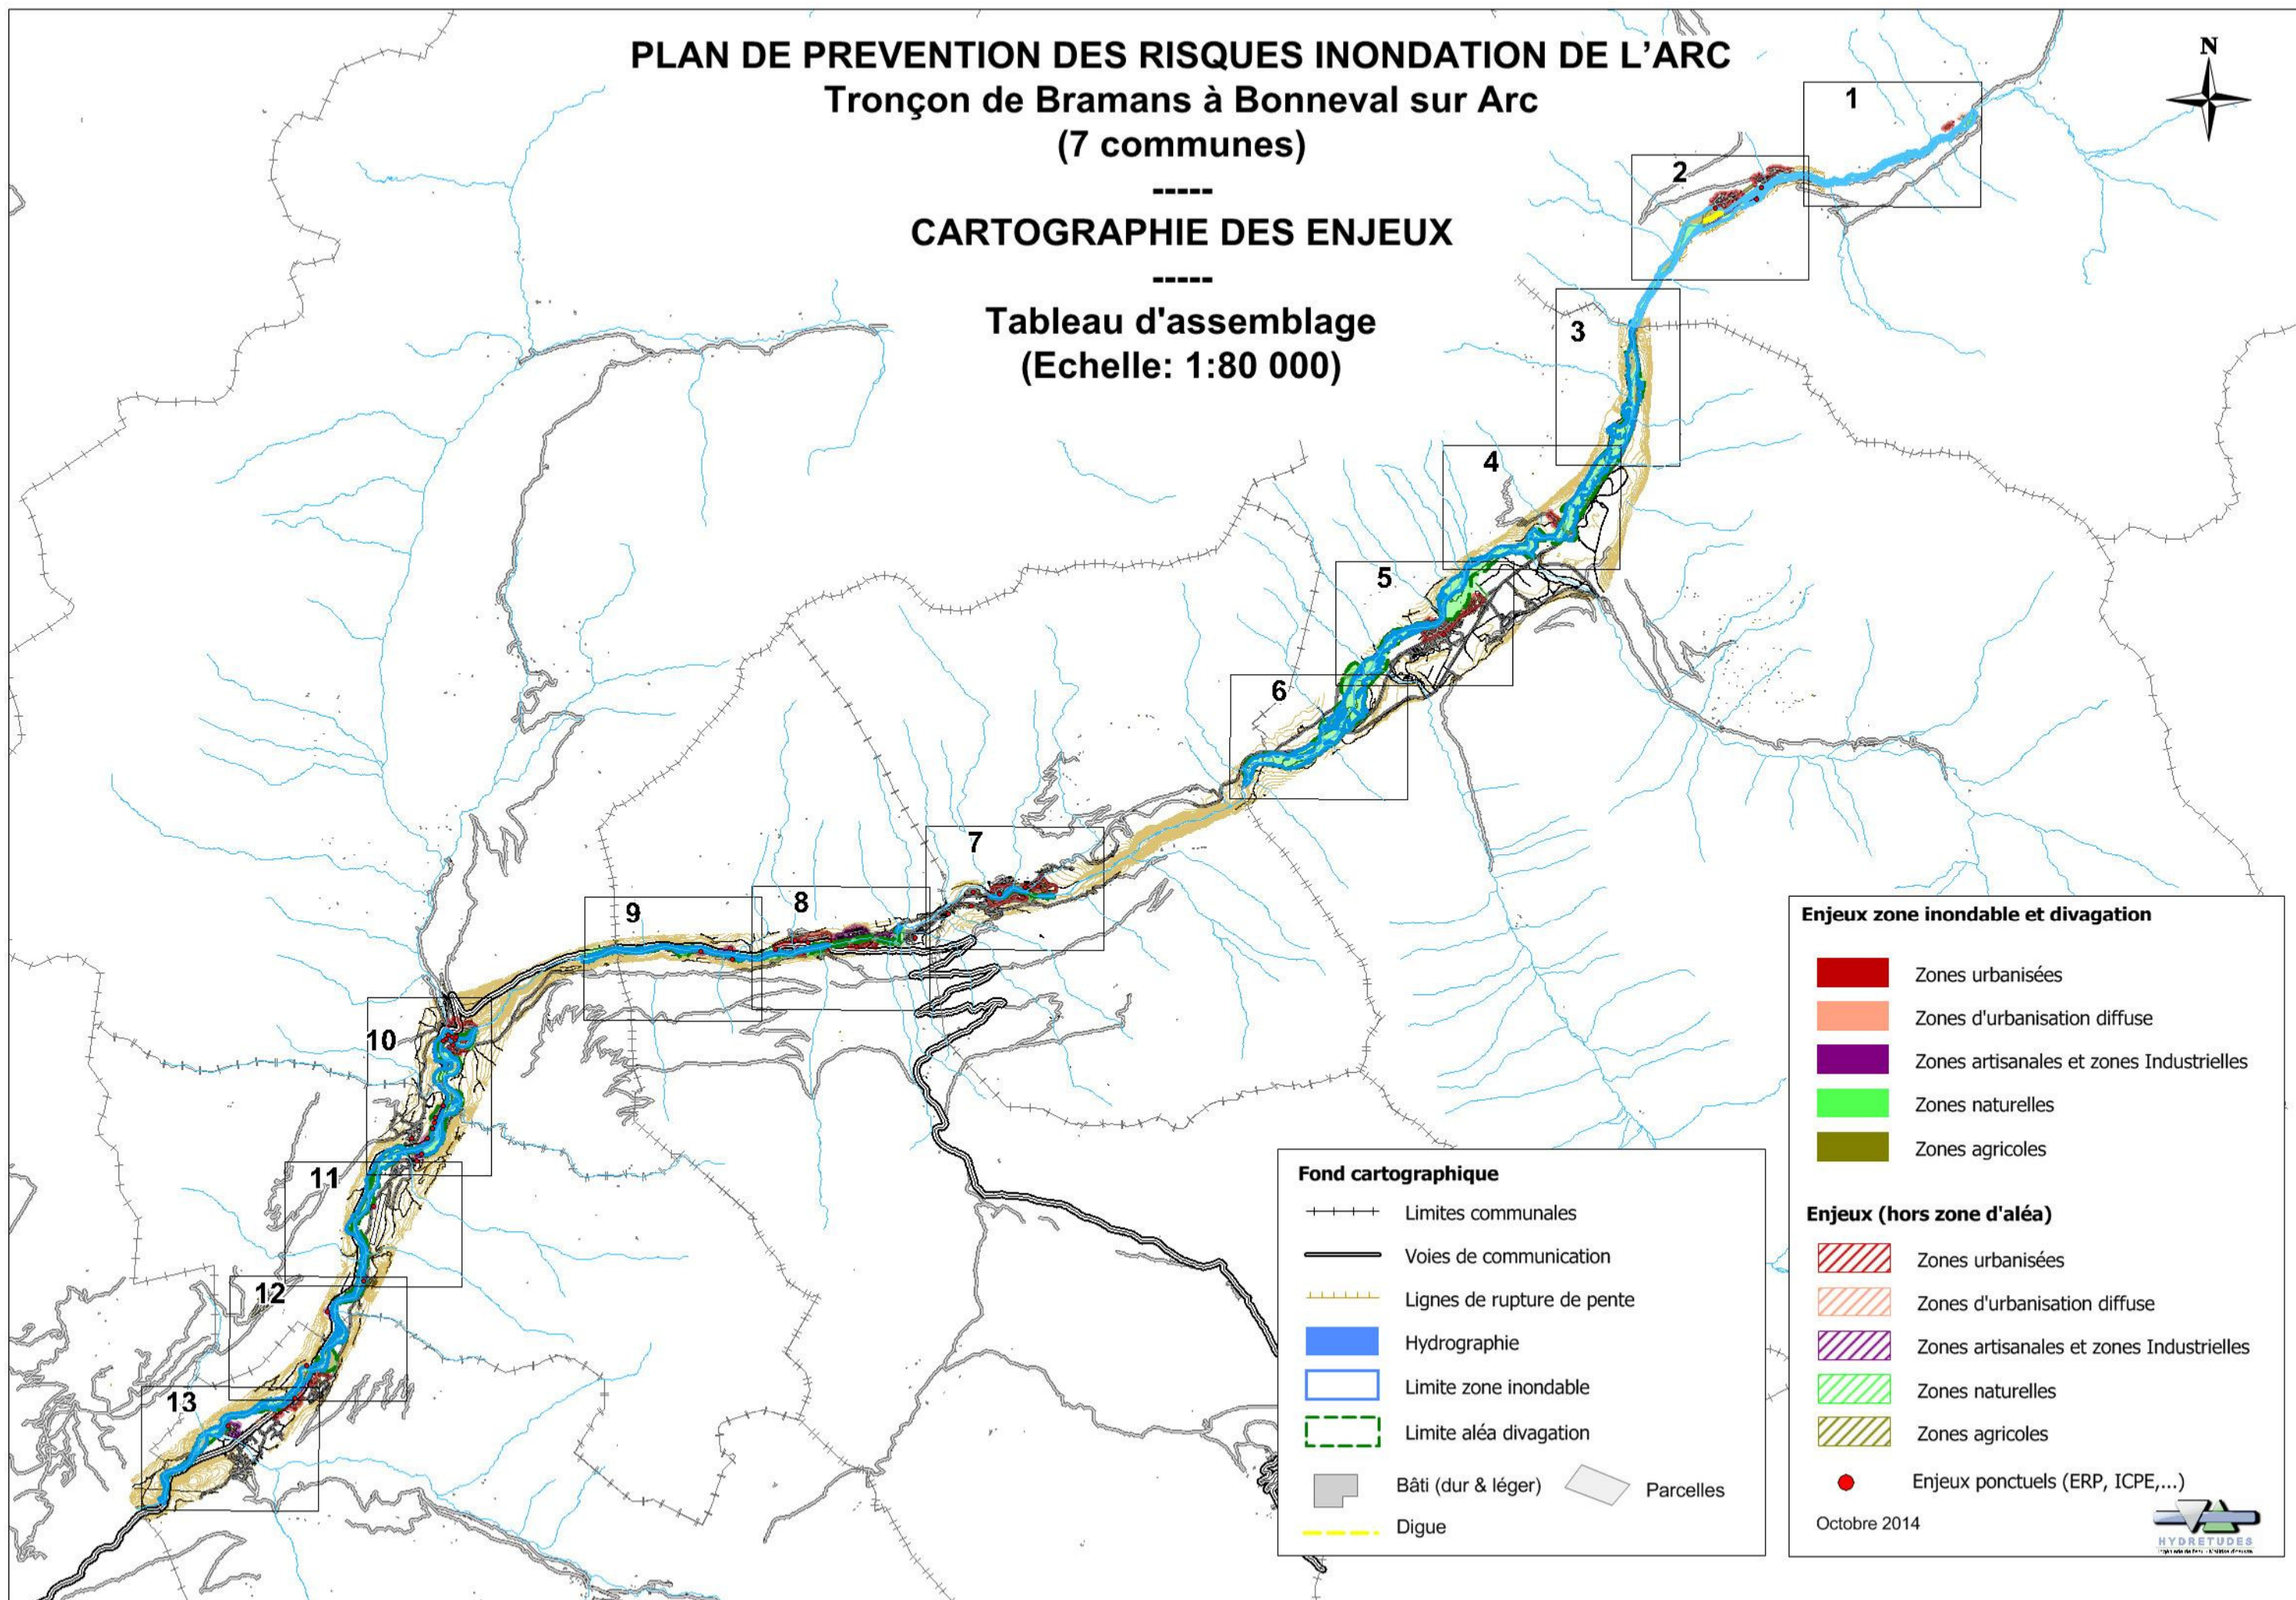 PLAN DE PREVENTION DES RISQUES INONDATION DE L'ARC
Tronçon de Bramans à Bonneval sur Arc
(7 communes)
-----
CARTOGRAPHIE DES ENJEUX
-----
Tableau d'assemblage
(Echelle: 1:80 000)
N
1
2
3
4
5
6
7
8
9
10
11
12
13
Fond cartographique
Limites communales
Voies de communication
Lignes de rupture de pente
Hydrographie
Limite zone inondable
Limite aléa divagation
Bâti (dur & léger) Parcelles
Digue
Enjeux zone inondable et divagation
Zones urbanisées
Zones d'urbanisation diffuse
Zones artisanales et zones Industrielles
Zones naturelles
Zones agricoles
Enjeux (hors zone d'aléa)
Zones urbanisées
Zones d'urbanisation diffuse
Zones artisanales et zones Industrielles
Zones naturelles
Zones agricoles
Enjeux ponctuels (ERP, ICPE,...)
Octobre 2014
HYDRETUDES